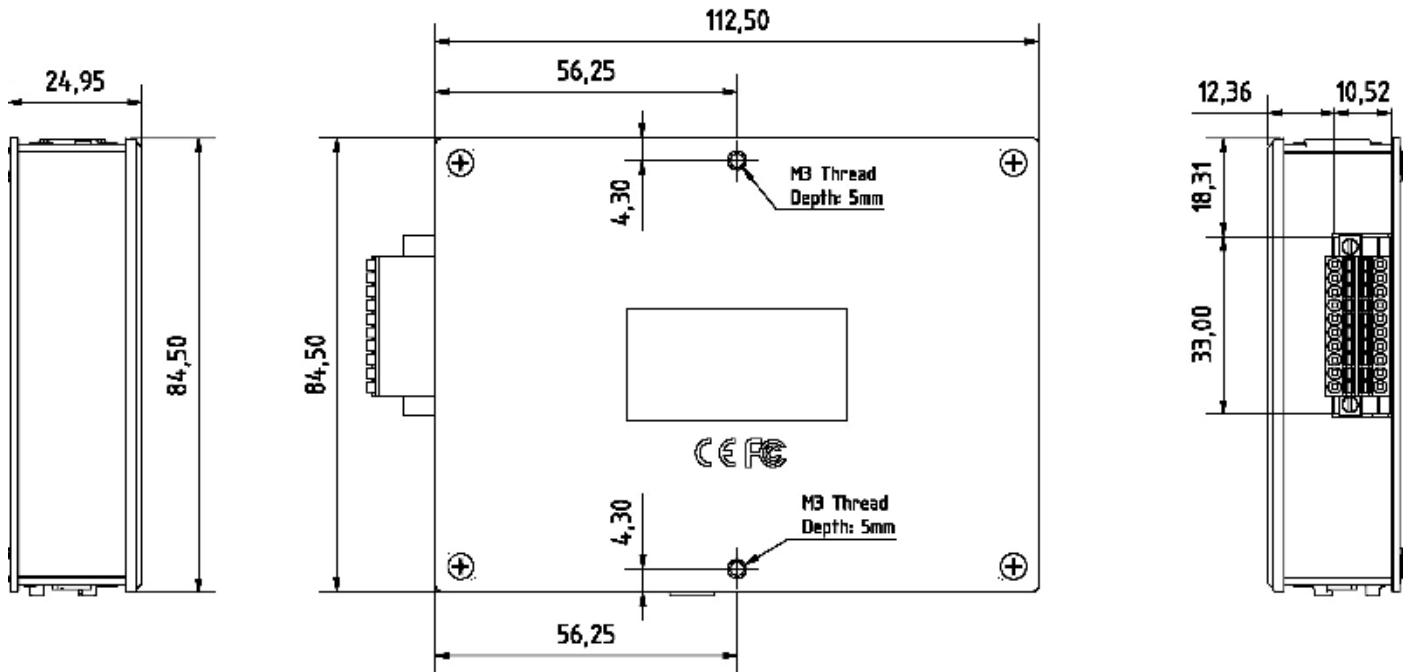 112,50
24,95
56,25
12,36
10,52
M3 Thread
Depth: 5mm
4,30
18,31
84,50
84,50
33,00
CE FC
M3 Thread
Depth: 5mm
4,30
56,25